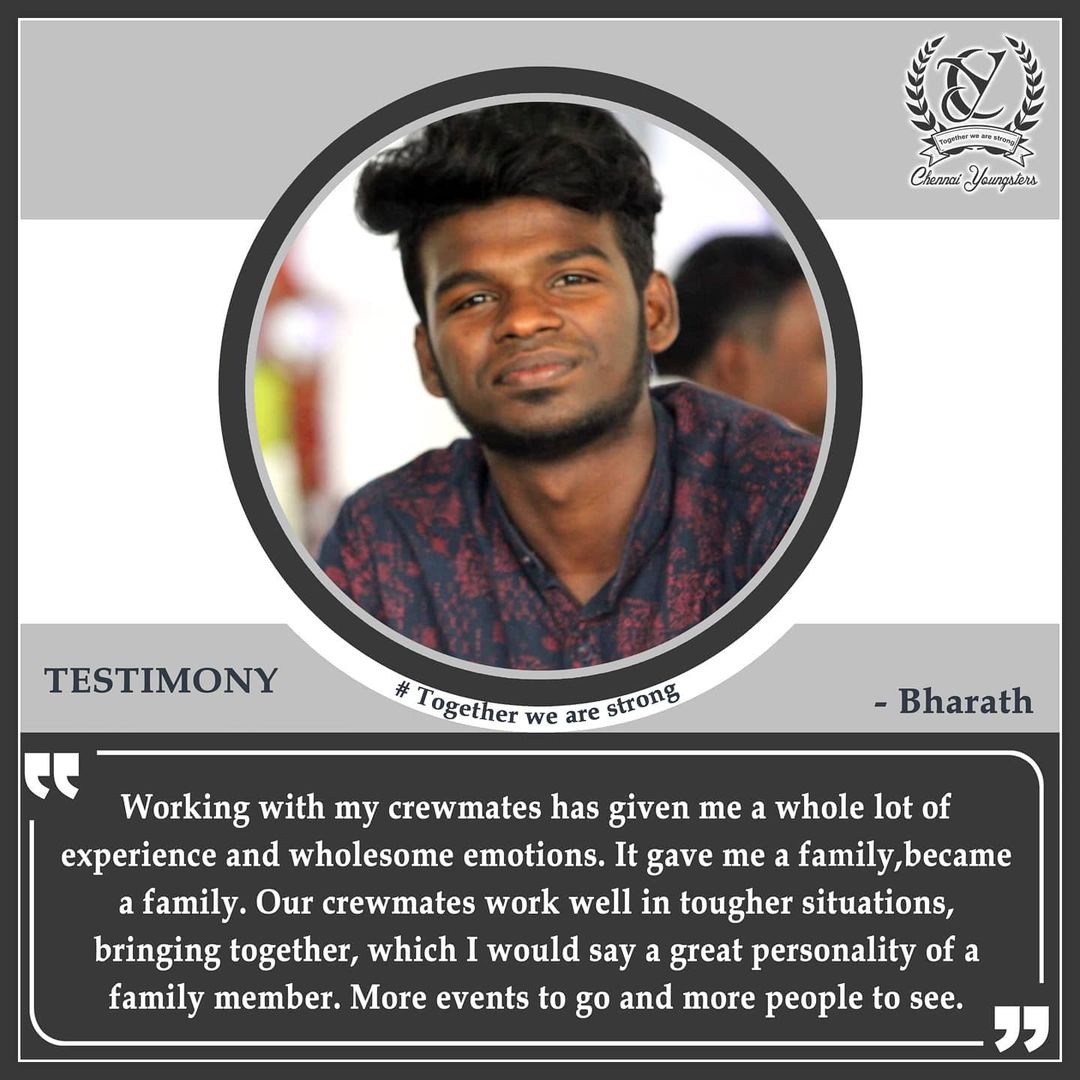 CY
Together we are strong
Chennai Youngsters
TESTIMONY
# Together we are strong
- Bharath
“
Working with my crewmates has given me a whole lot of
experience and wholesome emotions. It gave me a family,became
a family. Our crewmates work well in tougher situations,
bringing together, which I would say a great personality of a
family member. More events to go and more people to see.
”